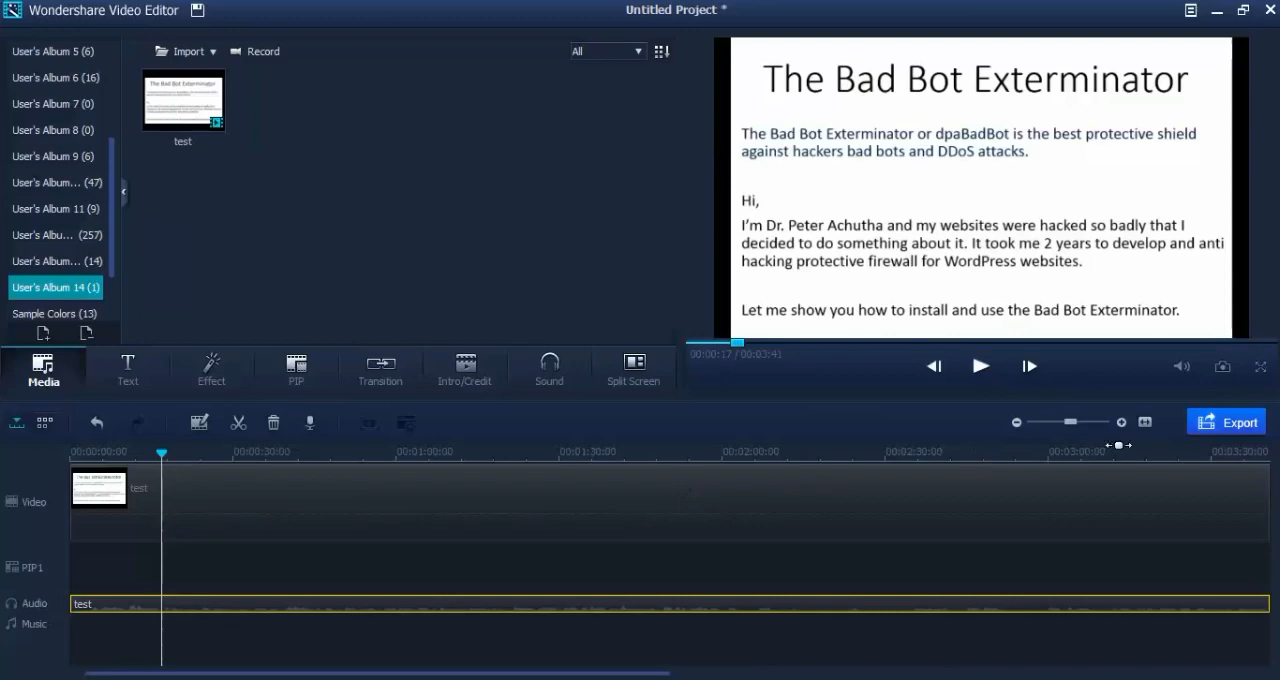 Wondershare Video Editor
Untitled Project *
User's Album 5 (6)
User's Album 6 (16)
User's Album 7 (0)
User's Album 8 (0)
User's Album 9 (6)
User's Album... (47)
User's Album 11 (9)
User's Albu... (257)
User's Album... (14)
User's Album 14 (1)
Sample Colors (13)
Import
Record
All
The Bad Bot Exterminator
test
The Bad Bot Exterminator
The Bad Bot Exterminator or dpaBadBot is the best protective shield
against hackers bad bots and DDoS attacks.
Hi,
I'm Dr. Peter Achutha and my websites were hacked so badly that I
decided to do something about it. It took me 2 years to develop and anti
hacking protective firewall for WordPress websites.
Let me show you how to install and use the Bad Bot Exterminator.
00:00:17 / 00:03:41
Media
Text
Effect
PIP
Transition
Intro/Credit
Sound
Split Screen
Export
00:00:00:00
00:00:30:00
00:01:00:00
00:01:30:00
00:02:00:00
00:02:30:00
00:03:00:00
00:03:30:00
Video
test
PIP1
Audio
test
Music